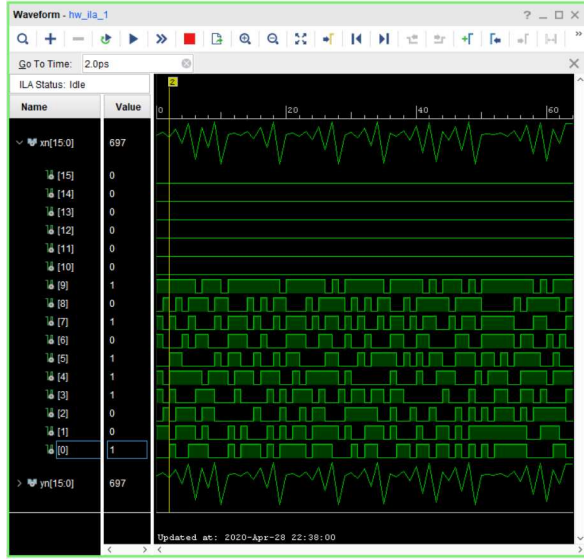 Waveform - hw_ila_1
Go To Time: 2.0ps
ILA Status: Idle
2
Name Value
0 20 40 60
xn[15:0] 697
[15] 0
[14] 0
[13] 0
[12] 0
[11] 0
[10] 0
[9] 1
[8] 0
[7] 1
[6] 0
[5] 1
[4] 1
[3] 1
[2] 0
[1] 0
[0] 1
yn[15:0] 697
Updated at: 2020-Apr-28 22:38:00